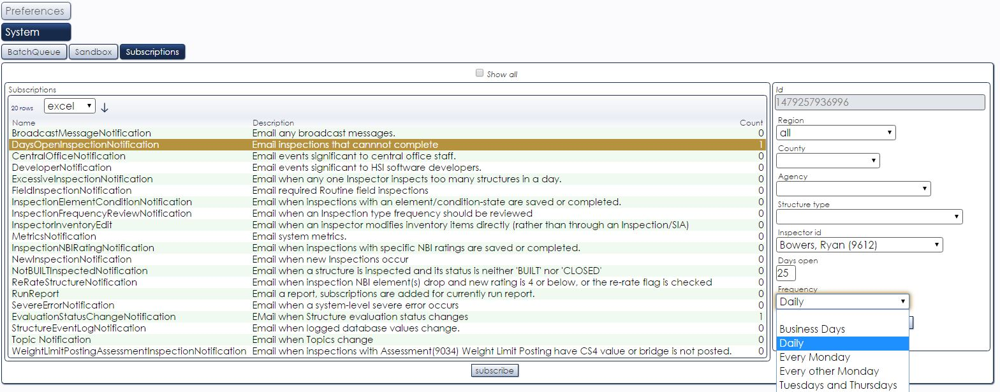 Preferences
System
BatchQueue Sandbox Subscriptions
Show all
Subscriptions
20 rows excel ↓
Name Description Count
BroadcastMessageNotification Email any broadcast messages. 0
DaysOpenInspectionNotification Email inspections that cannnot complete 1
CentralOfficeNotification Email events significant to central office staff. 0
DeveloperNotification Email events significant to HSI software developers. 0
ExcessiveInspectionNotification Email when any one Inspector inspects too many structures in a day. 0
FieldInspectionNotification Email required Routine field inspections 0
InspectionElementConditionNotification Email when inspections with an element/condition-state are saved or completed. 0
InspectionFrequencyReviewNotification Email when an Inspection type frequency should be reviewed 0
InspectorInventoryEdit Email when an inspector modifies inventory items directly (rather than through an Inspection/SIA) 0
MetricsNotification Email system metrics. 0
InspectionNBIRatingNotification Email when inspections with specific NBI ratings are saved or completed. 0
NewInspectionNotification Email when new Inspections occur 0
NotBUILTInspectedNotification Email when a structure is inspected and its status is neither 'BUILT' nor 'CLOSED' 0
ReRateStructureNotification Email when inspection NBI element(s) drop and new rating is 4 or below, or the re-rate flag is checked 0
RunReport Email a report, subscriptions are added for currently run report. 0
SevereErrorNotification Email when a system-level severe error occurs 0
EvaluationStatusChangeNotification EMail when Structure evaluation status changes 1
StructureEventLogNotification Email when logged database values change. 0
Topic Notification Email when Topics change 0
WeightLimitPostingAssessmentInspectionNotification Email when inspections with Assessment(9034) Weight Limit Posting have CS4 value or bridge is not posted. 0
subscribe
Id
1479257936996
Region
all
County
Agency
Structure type
Inspector id
Bowers, Ryan (9612)
Days open
25
Frequency
Daily
Business Days
Daily
Every Monday
Every other Monday
Tuesdays and Thursdays